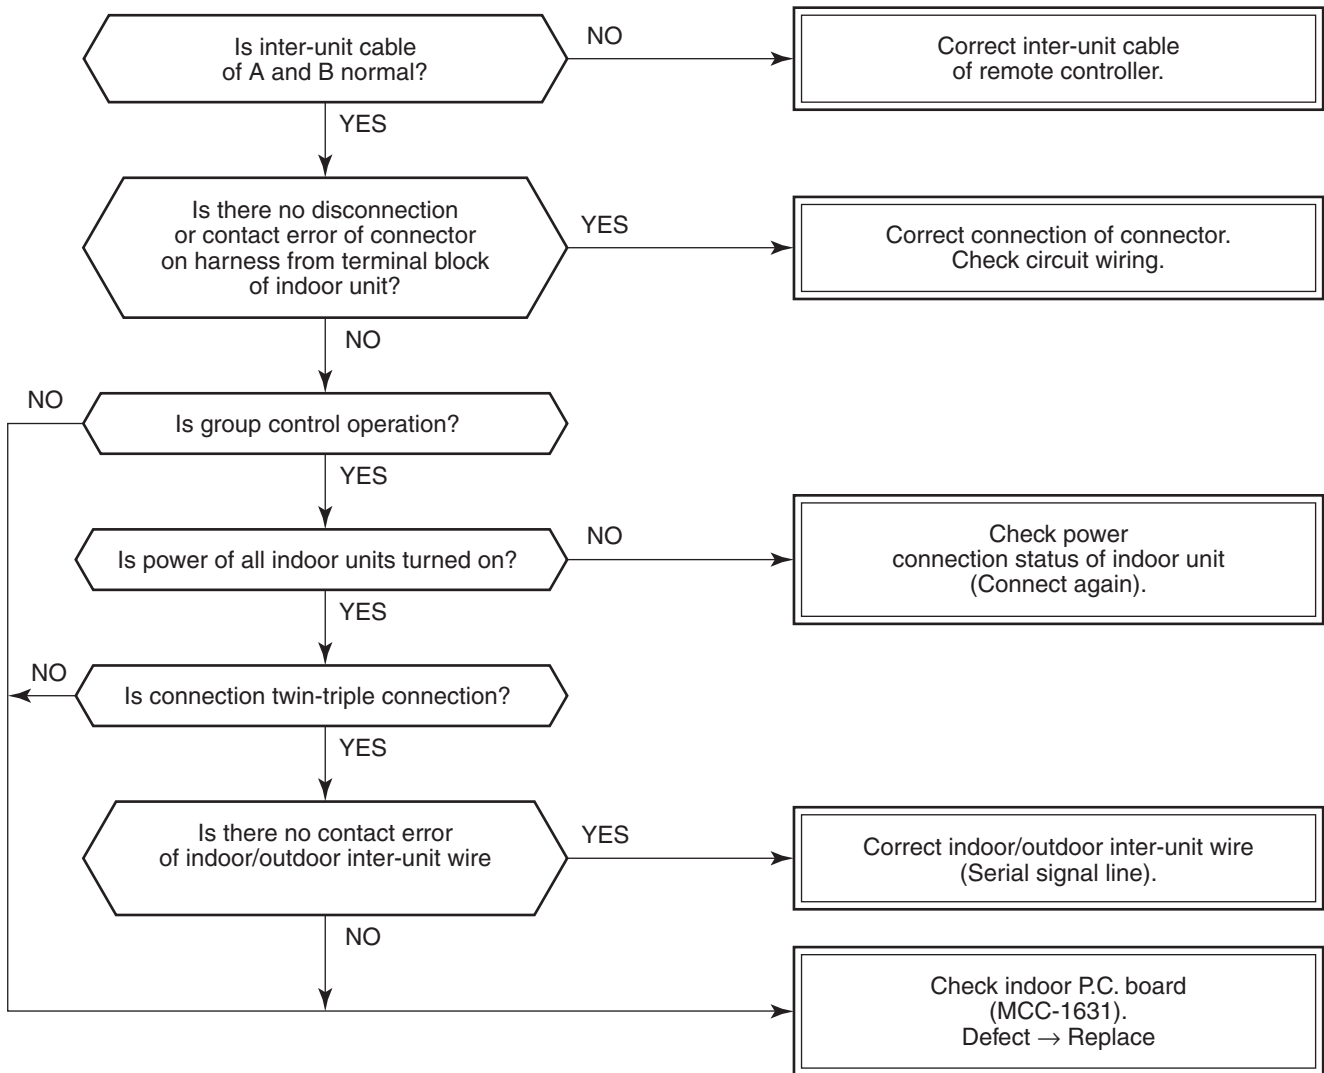 Is inter-unit cable
of A and B normal?
NO
Correct inter-unit cable
of remote controller.
YES
Is there no disconnection
or contact error of connector
on harness from terminal block
of indoor unit?
YES
Correct connection of connector.
Check circuit wiring.
NO
NO
Is group control operation?
YES
Is power of all indoor units turned on?
NO
Check power
connection status of indoor unit
(Connect again).
YES
NO
Is connection twin-triple connection?
YES
Is there no contact error
of indoor/outdoor inter-unit wire
YES
Correct indoor/outdoor inter-unit wire
(Serial signal line).
NO
Check indoor P.C. board
(MCC-1631).
Defect → Replace